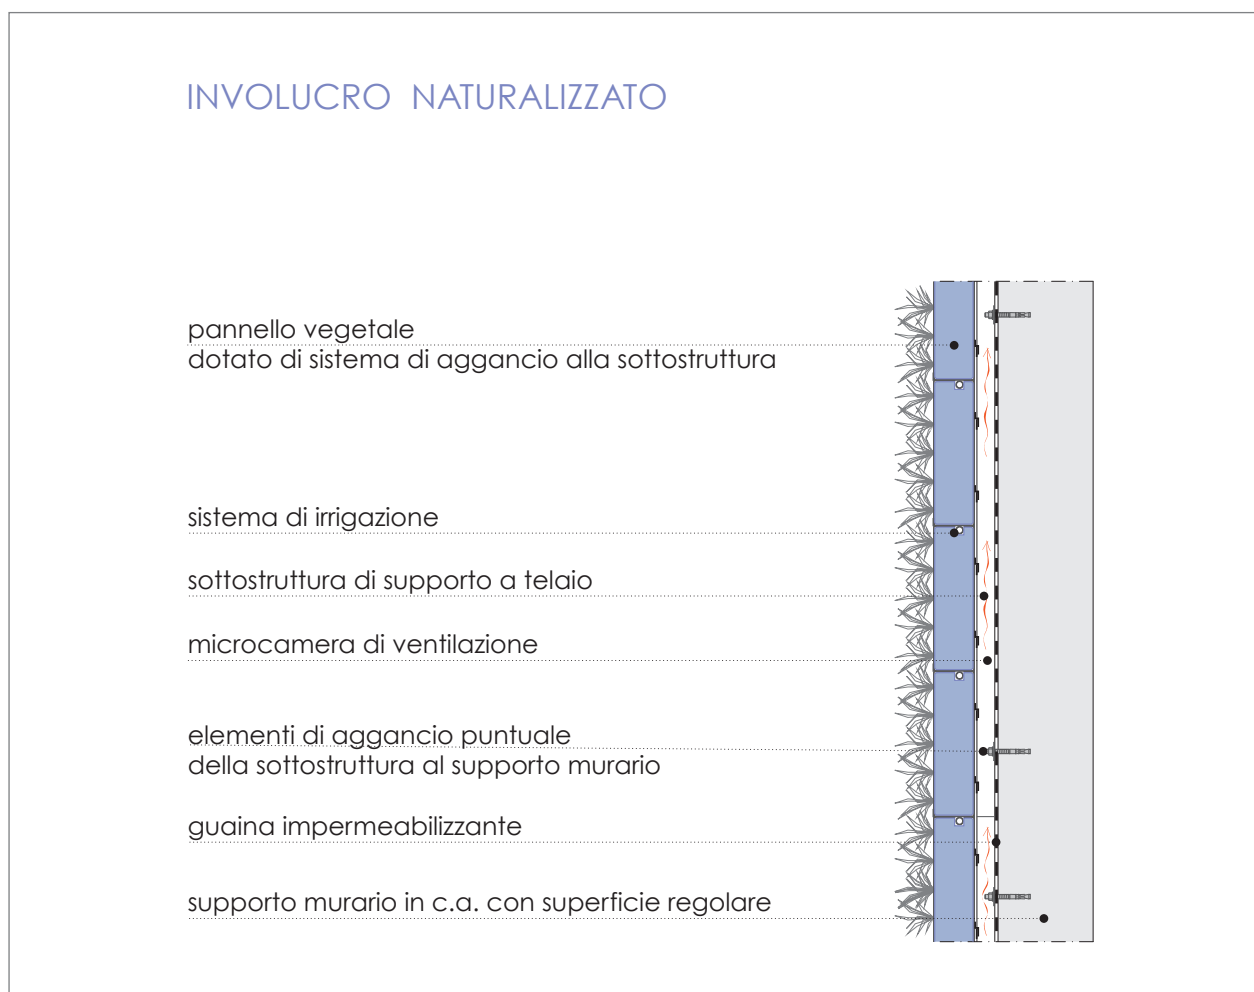 INVOLUCRO NATURALIZZATO
pannello vegetale
dotato di sistema di aggancio alla sottostruttura
sistema di irrigazione
sottostruttura di supporto a telaio
microcamera di ventilazione
elementi di aggancio puntuale
della sottostruttura al supporto murario
guaina impermeabilizzante
supporto murario in c.a. con superficie regolare